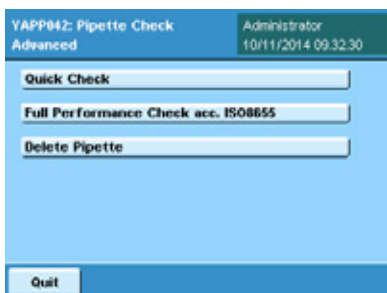 YAPP042: Pipette Check
Advanced
Administrator
10/11/2014 09.32.30
Quick Check
Full Performance Check acc. ISO8655
Delete Pipette
Quit